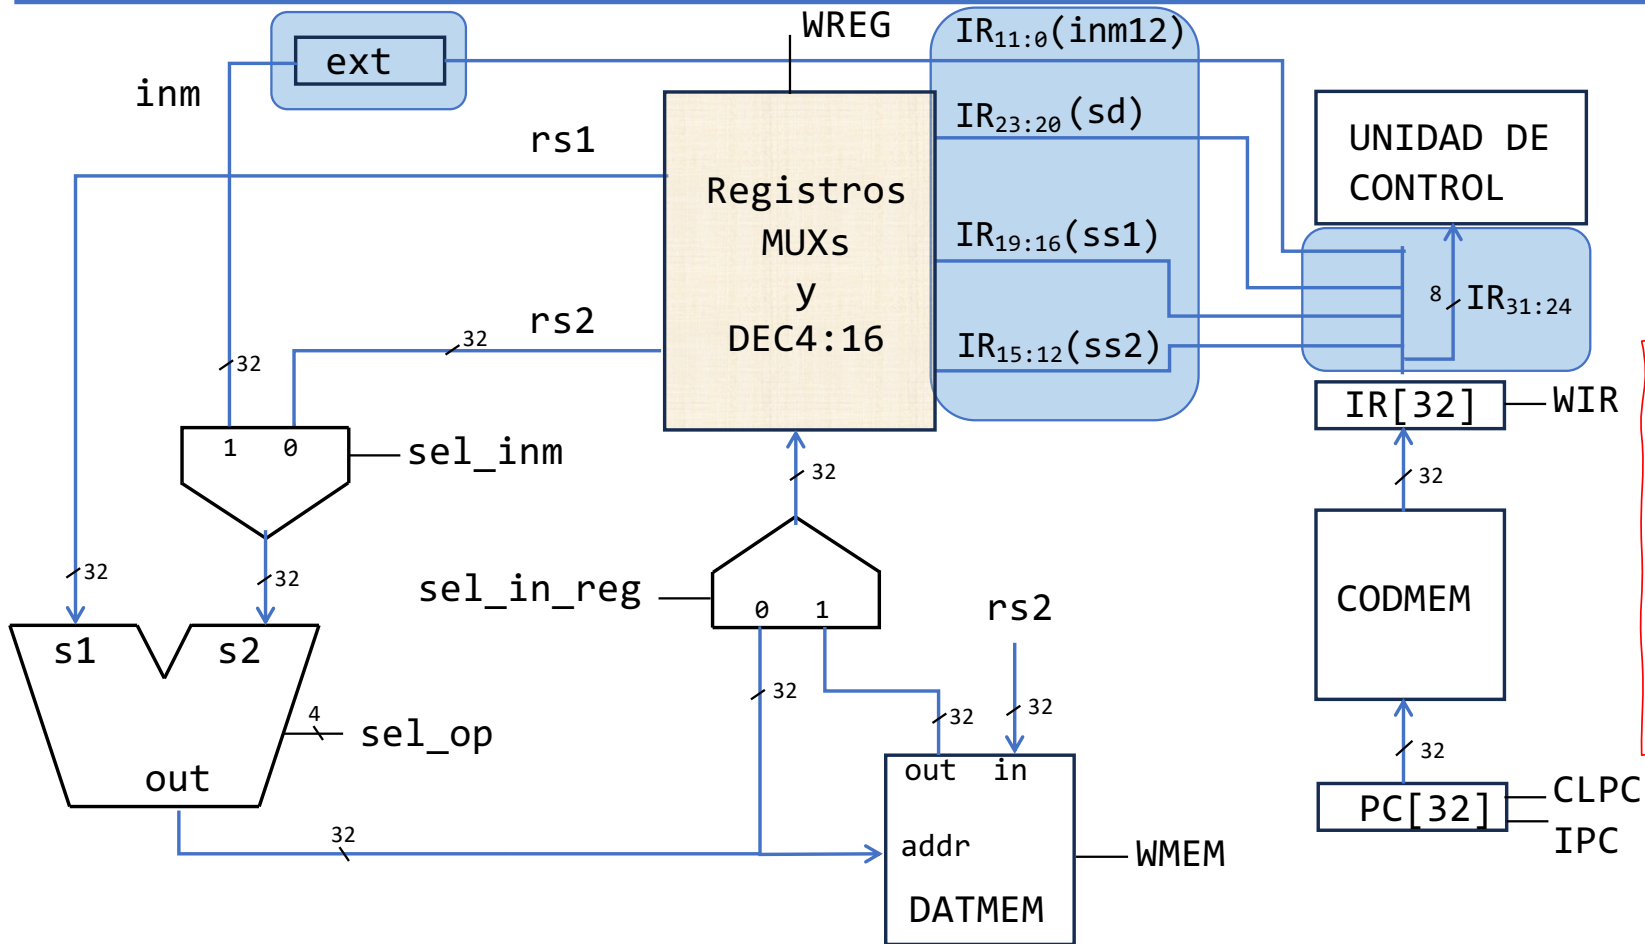 WREG
IR11:0(inm12)
ext
inm
IR23:20(sd)
UNIDAD DE
CONTROL
rs1
Registros
MUXs
y
DEC4:16
IR19:16(ss1)
8
IR31:24
rs2
32
IR15:12(ss2)
32
IR[32]
WIR
1 0
sel_inm
32
32
32
32
CODMEM
sel_in_reg
0 1
rs2
s1
s2
32
32
32
4
sel_op
32
out
out in
PC[32]
CLPC
IPC
32
addr
WMEM
DATMEM